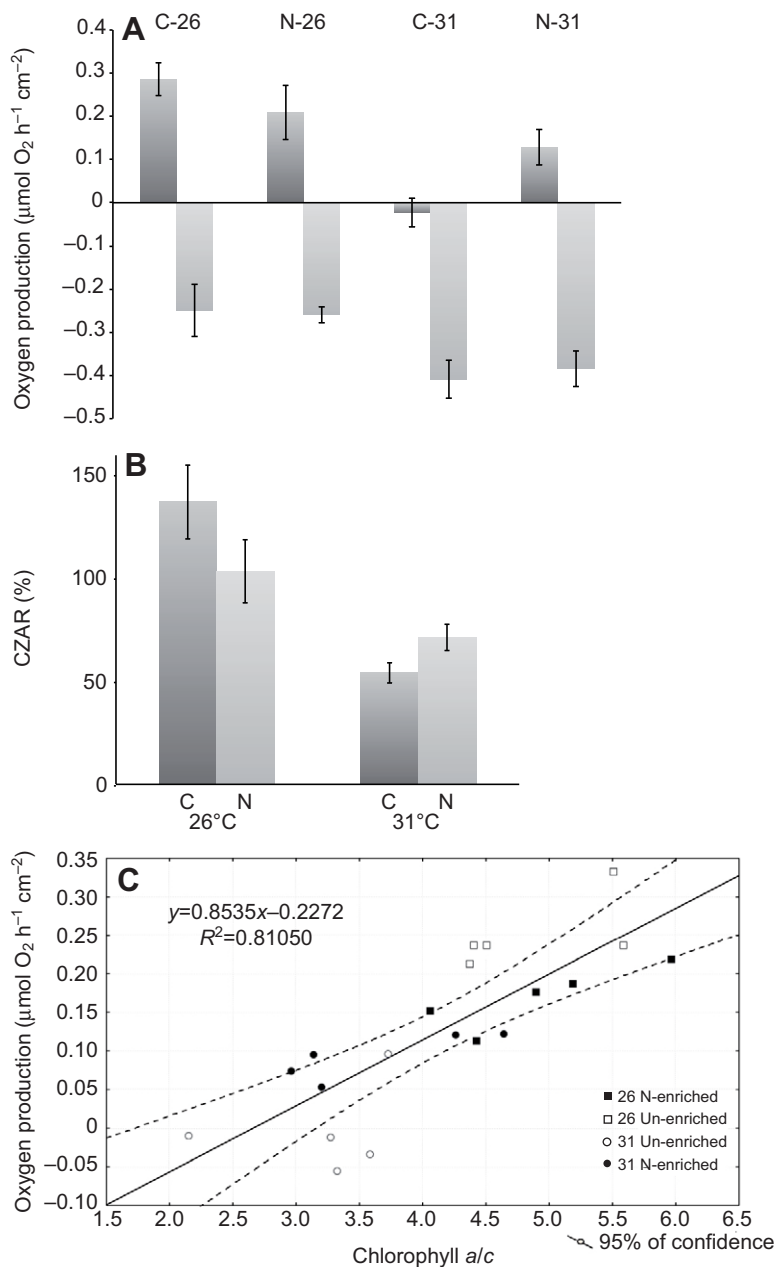 A
C-26 N-26 C-31 N-31
Oxygen production (μmol O₂ h⁻¹ cm⁻²)
0.4
0.3
0.2
0.1
0
–0.1
–0.2
–0.3
–0.4
–0.5
B
CZAR (%)
150
100
50
0
C N C N
26°C 31°C
C
Oxygen production (μmol O₂ h⁻¹ cm⁻²)
0.35
0.30
0.25
0.20
0.15
0.10
0.05
0
–0.05
–0.10
y=0.8535x–0.2272
R²=0.81050
26 N-enriched
26 Un-enriched
31 Un-enriched
31 N-enriched
1.5 2.0 2.5 3.0 3.5 4.0 4.5 5.0 5.5 6.0 6.5
95% of confidence
Chlorophyll a/c